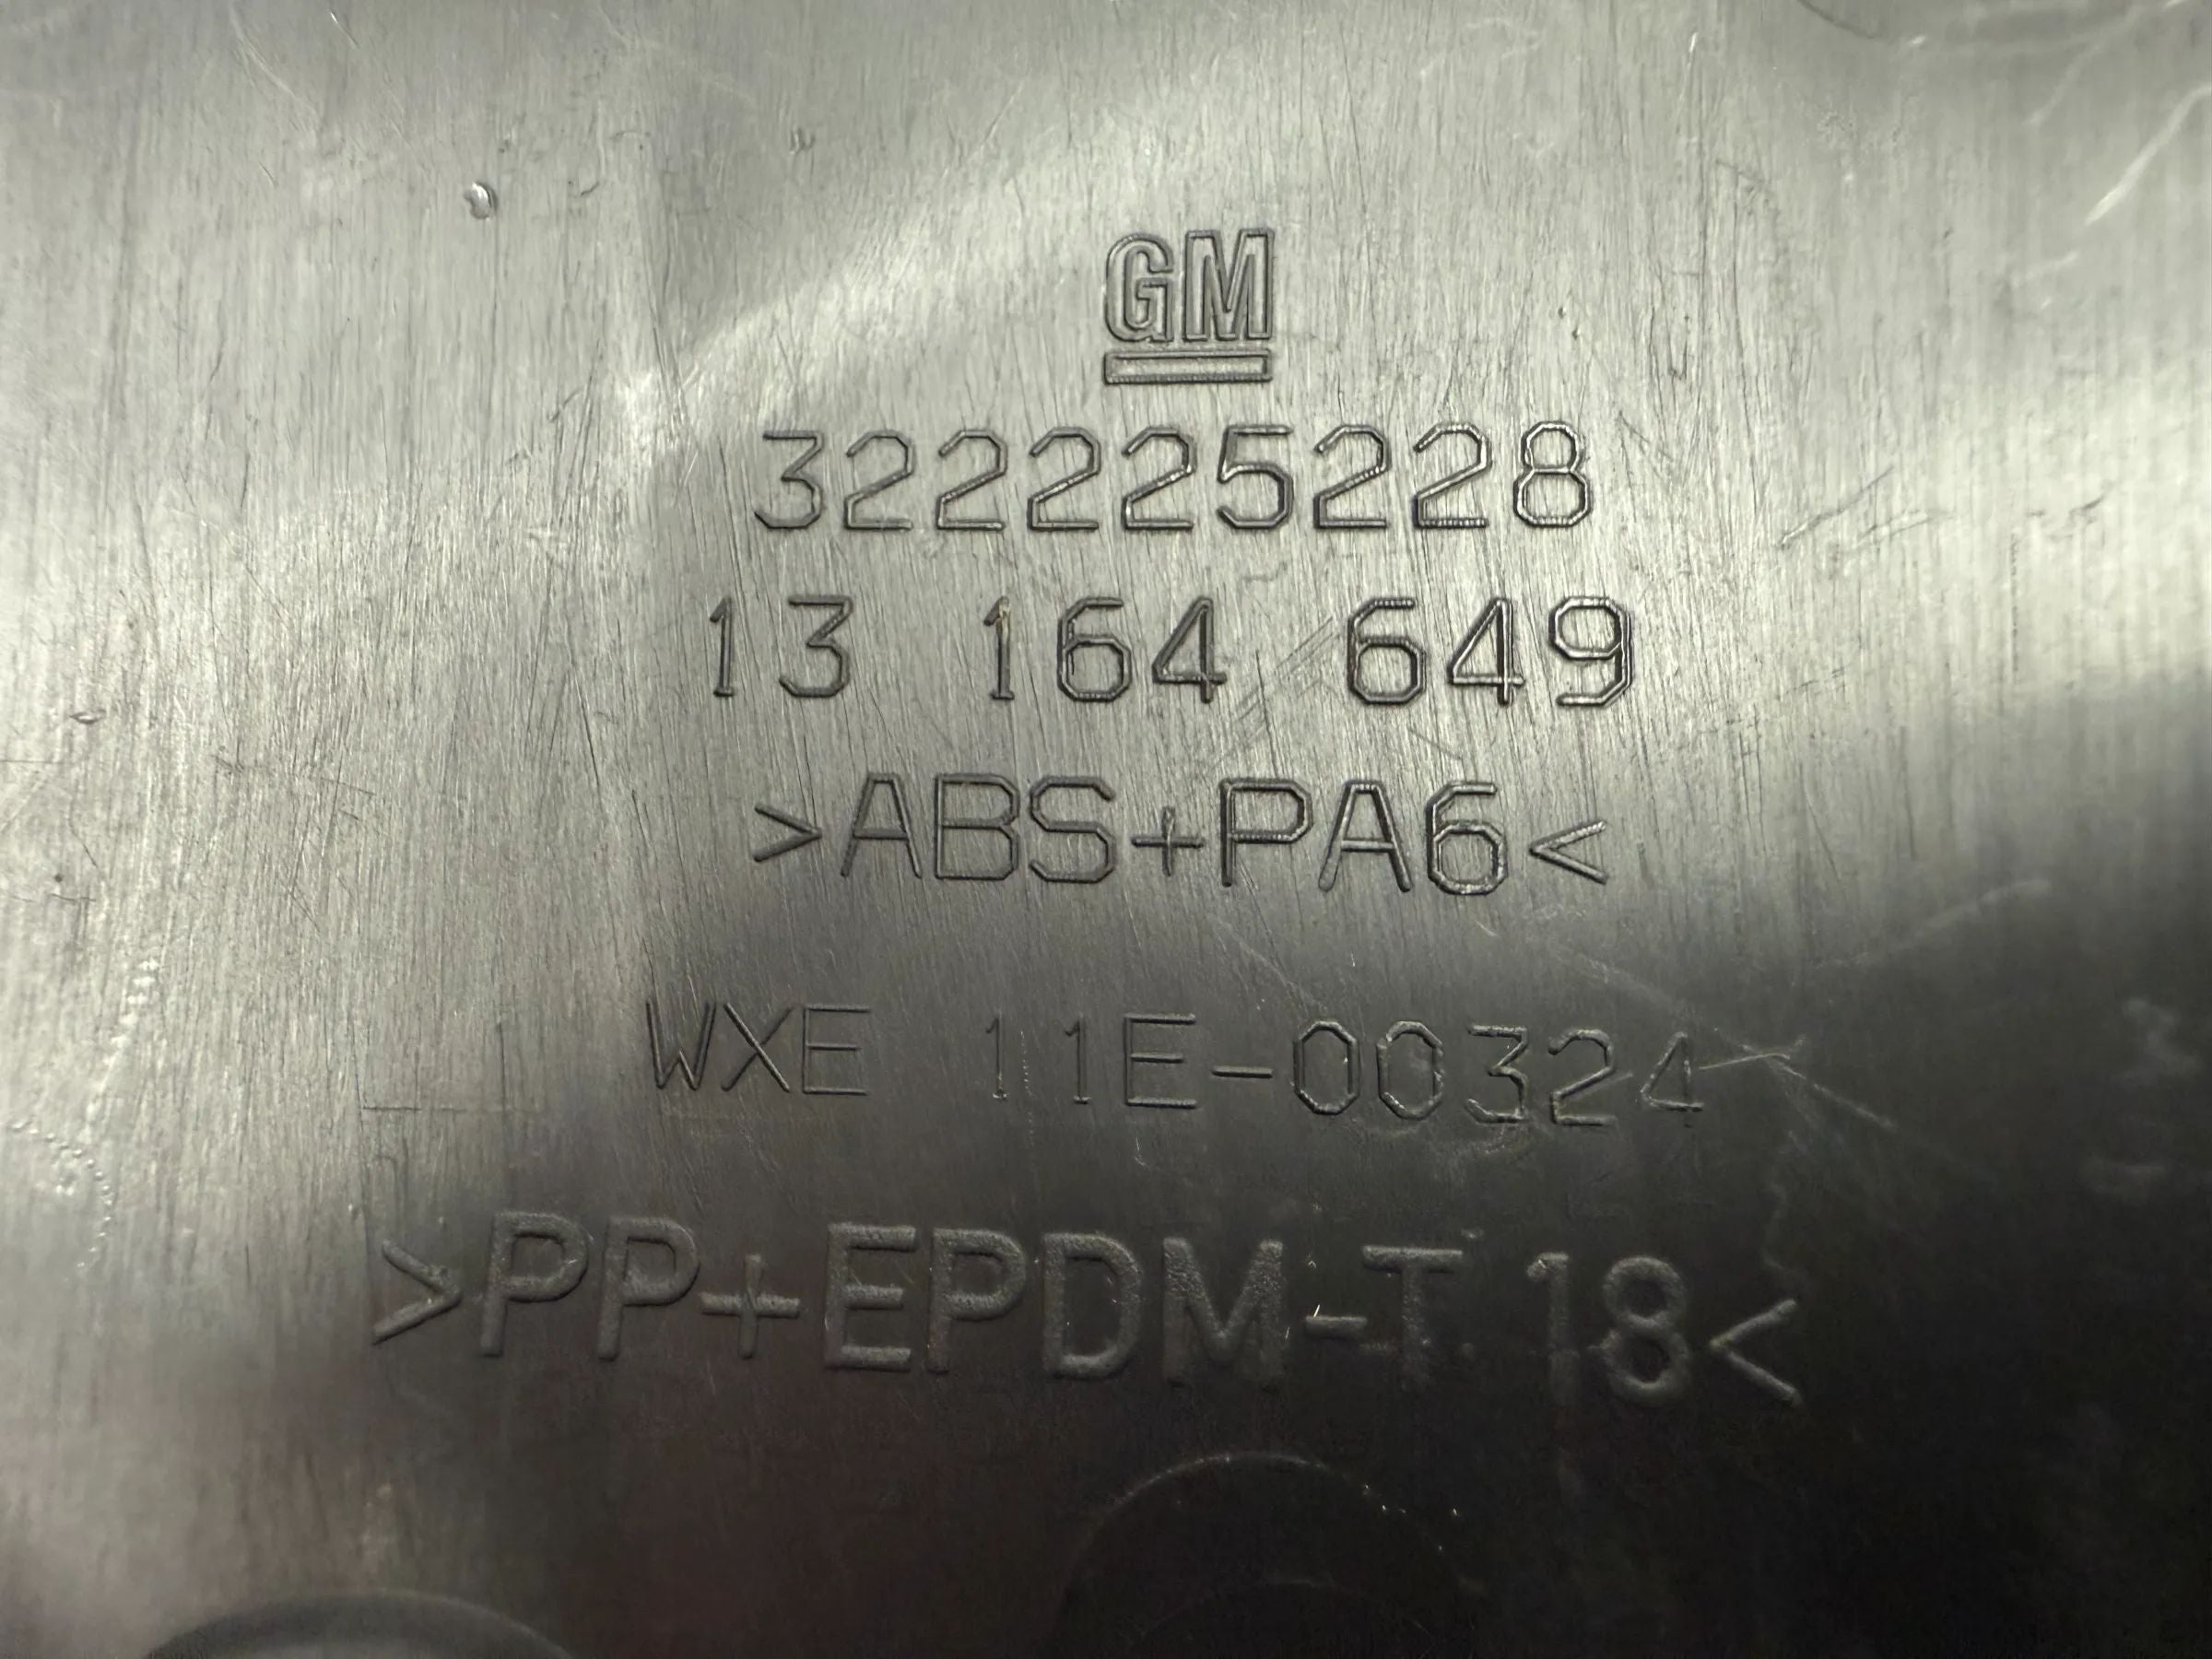 GM
322225228
13 164 649
>ABS+PA6<
WXE 11E-00324
>PP+EPDM-T 18<